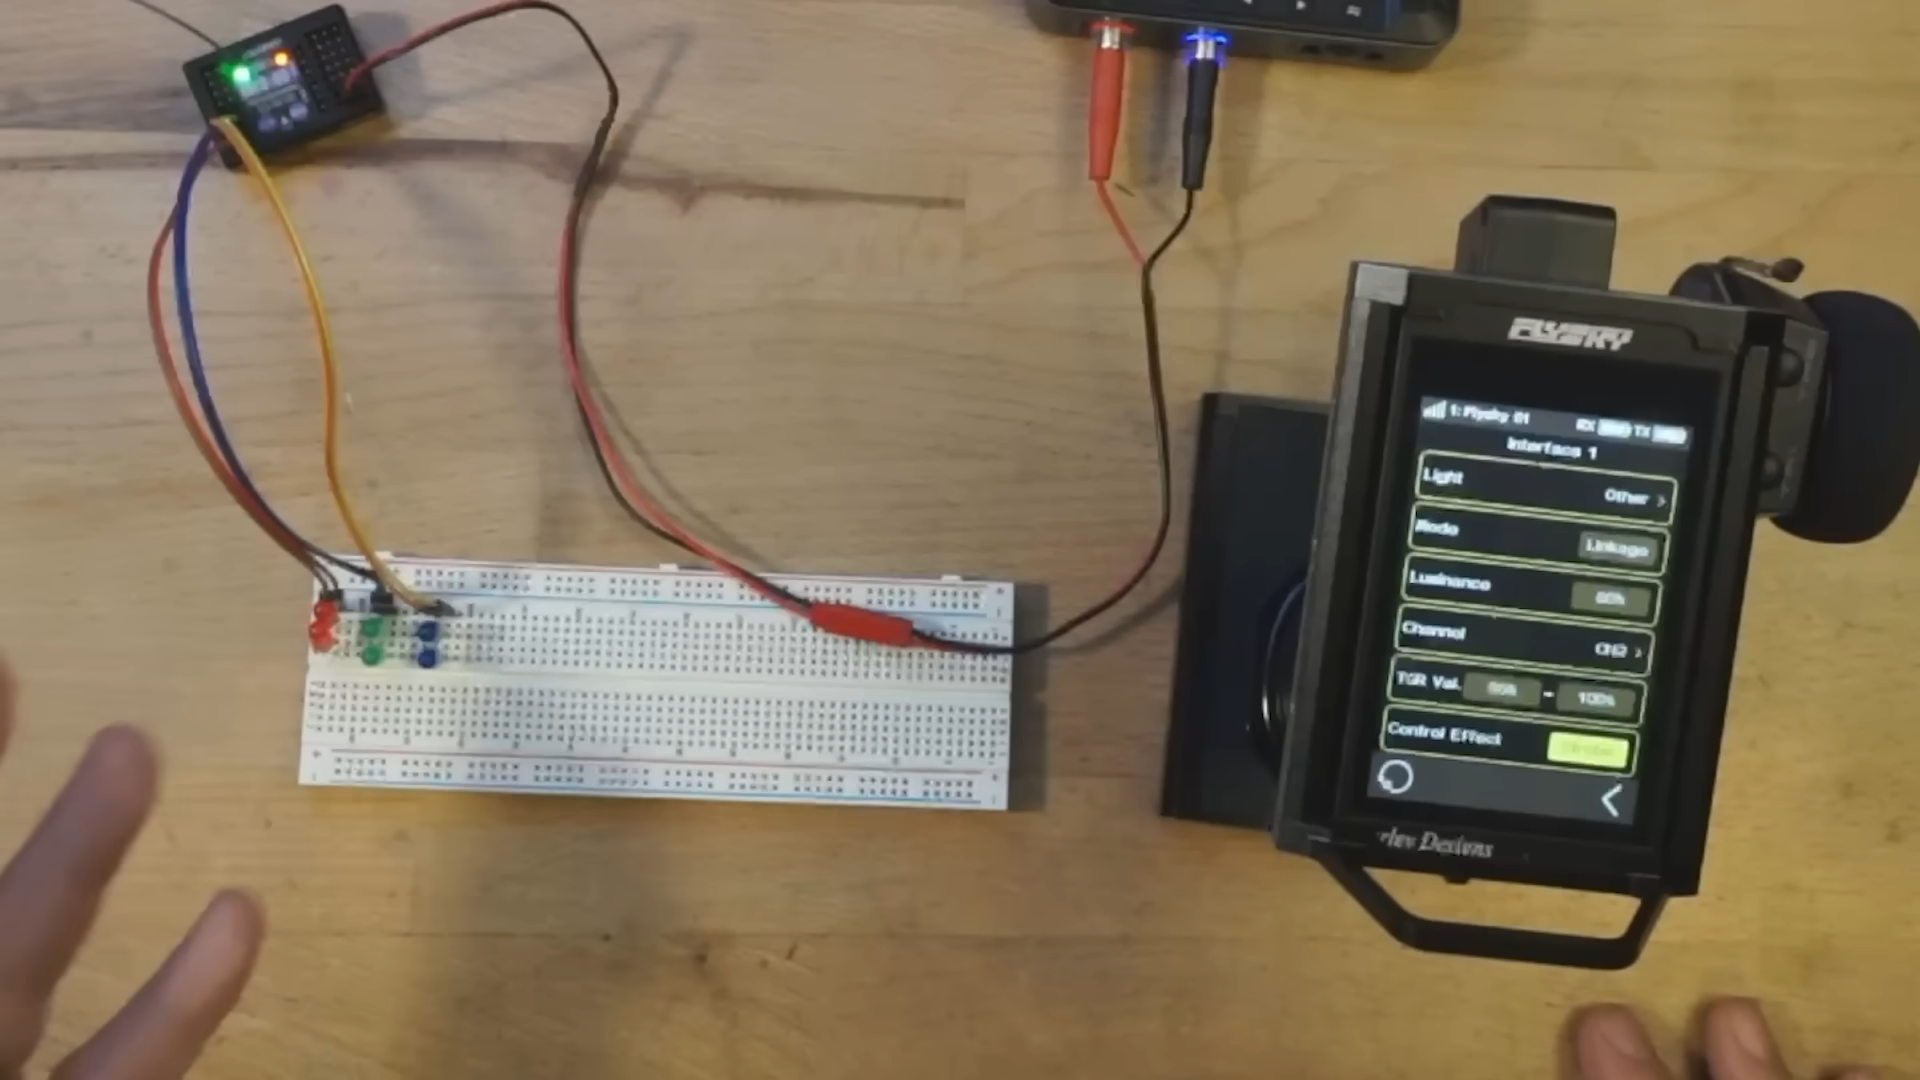 FLYSKY
1: Flysky 01 RX TX
Interface 1
Light Other >
Mode Linkage
Luminance
Channel CH2 >
TGR Val. - 100%
Control Effect
Designs